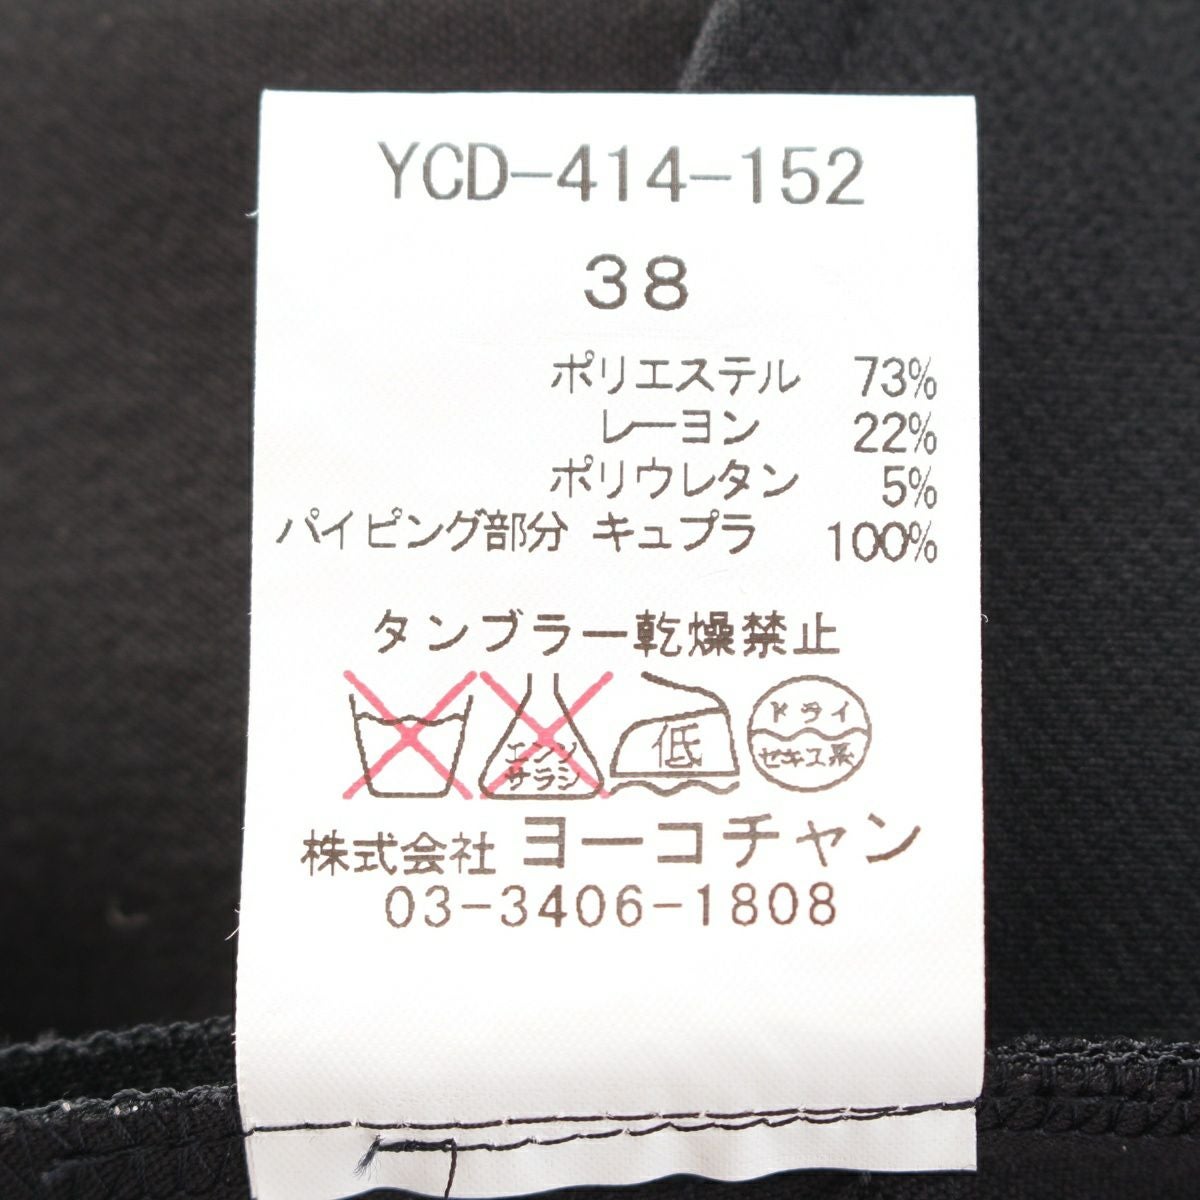 YCD-414-152
38
ポリエステル 73%
レーヨン 22%
ポリウレタン 5%
パイピング部分 キュプラ 100%
タンブラー乾燥禁止
エンソ
サラシ
低
ドライ
セキユ系
株式会社 ヨーコチャン
03-3406-1808